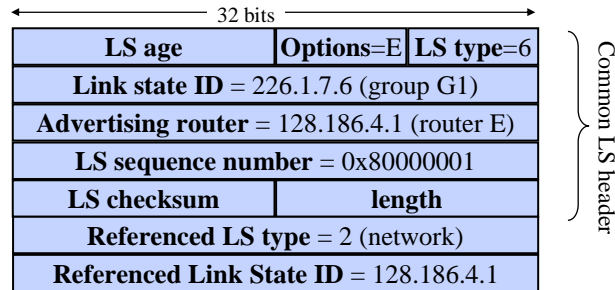 32 bits
LS age Options=E LS type=6
Link state ID = 226.1.7.6 (group G1)
Advertising router = 128.186.4.1 (router E)
LS sequence number = 0x80000001
LS checksum length
Referenced LS type = 2 (network)
Referenced Link State ID = 128.186.4.1
Common LS header